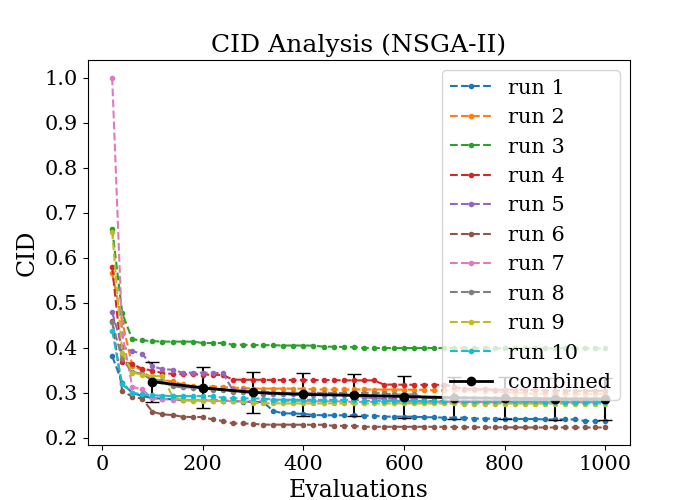 CID Analysis (NSGA-II)
CID
1.0
0.9
0.8
0.7
0.6
0.5
0.4
0.3
0.2
run 1
run 2
run 3
run 4
run 5
run 6
run 7
run 8
run 9
run 10
combined
0 200 400 600 800 1000
Evaluations